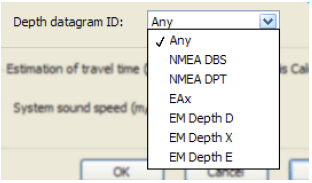 Depth datagram ID: Any
✓ Any
NMEA DBS
NMEA DPT
Estimation of travel time ( is Cal
EAx
System sound speed (m,
EM Depth D
EM Depth X
EM Depth E
OK Cancel